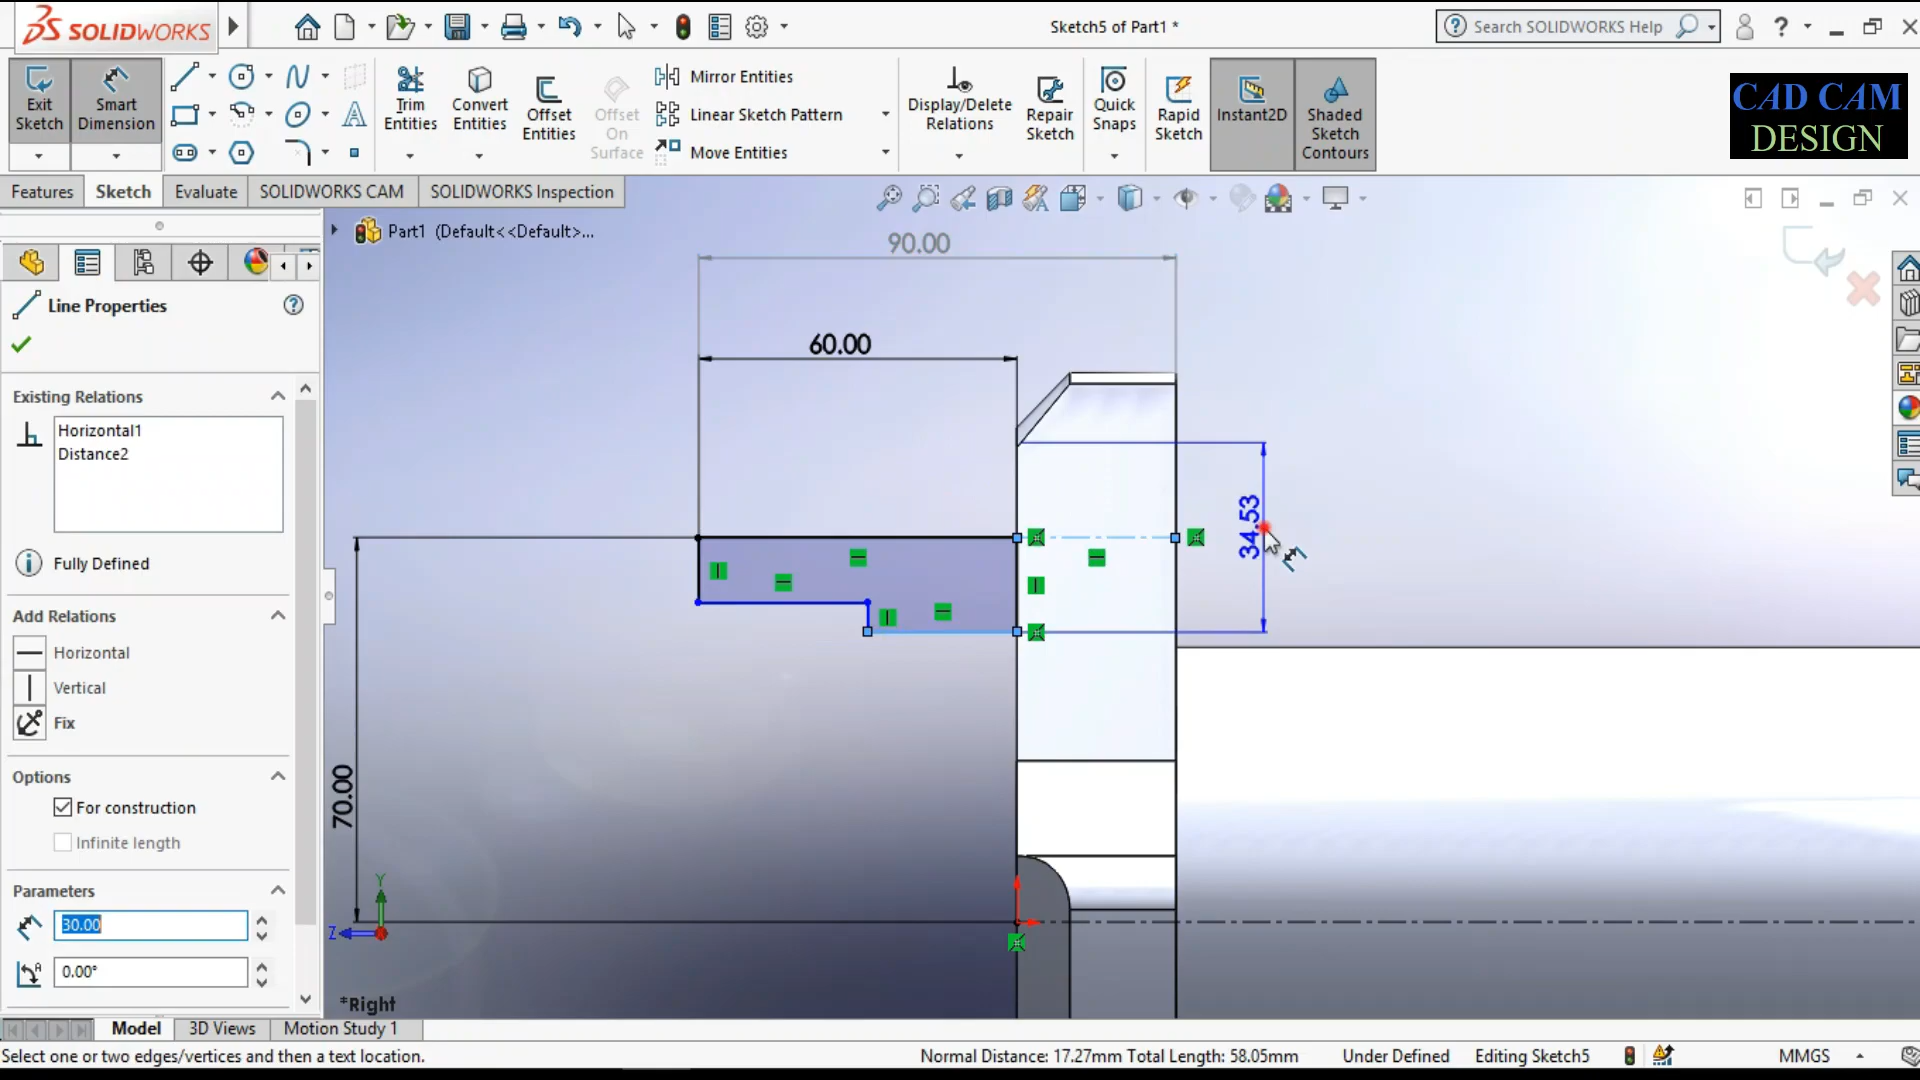 SOLIDWORKS
Sketch5 of Part1 *
Search SOLIDWORKS Help
Exit Sketch
Smart Dimension
Trim Entities
Convert Entities
Offset Entities
Offset On Surface
Mirror Entities
Linear Sketch Pattern
Move Entities
Display/Delete Relations
Repair Sketch
Quick Snaps
Rapid Sketch
Instant2D
Shaded Sketch Contours
CAD CAM
DESIGN
Features
Sketch
Evaluate
SOLIDWORKS CAM
SOLIDWORKS Inspection
Part1 (Default<<Default>...
Line Properties
Existing Relations
Horizontal1
Distance2
Fully Defined
Add Relations
Horizontal
Vertical
Fix
Options
For construction
Infinite length
Parameters
30.00
0.00°
90.00
60.00
34.53
70.00
Y
Z
*Right
Model
3D Views
Motion Study 1
Select one or two edges/vertices and then a text location.
Normal Distance: 17.27mm Total Length: 58.05mm
Under Defined
Editing Sketch5
MMGS